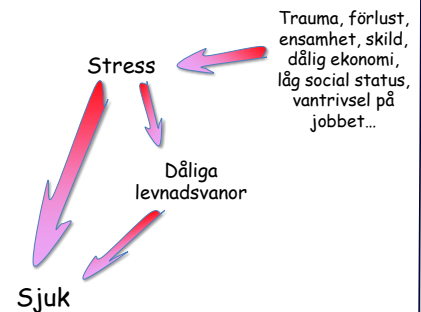 Trauma, förlust,
ensamhet, skild,
dålig ekonomi,
låg social status,
vantrivsel på
jobbet…
Stress
Dåliga
levnadsvanor
Sjuk